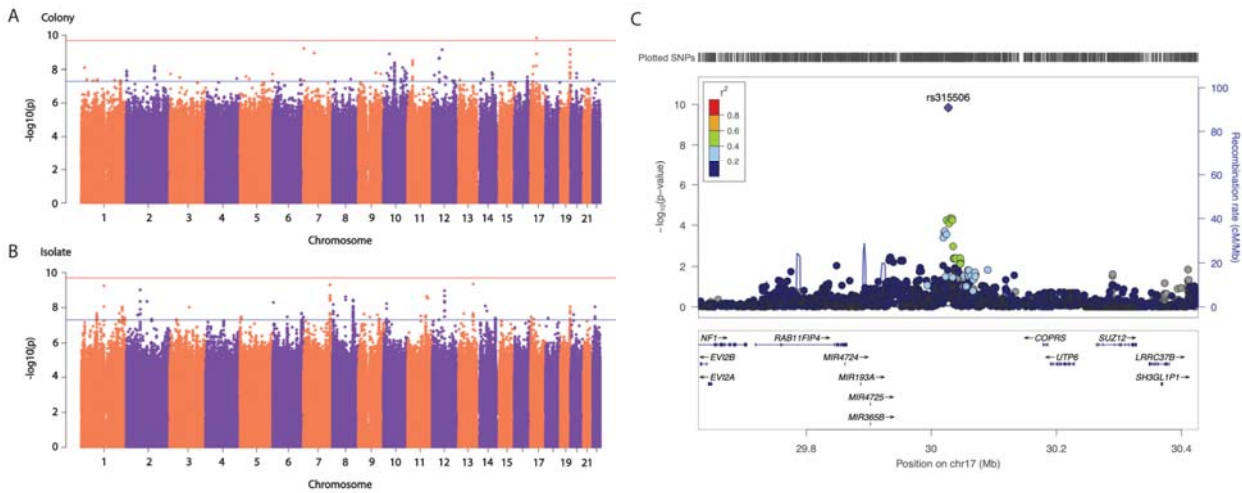 A
Colony
10
8
6
4
2
0
-log10(p)
1 2 3 4 5 6 7 8 9 10 11 12 13 14 15 17 19 21
Chromosome
B
Isolate
10
8
6
4
2
0
-log10(p)
1 2 3 4 5 6 7 8 9 10 11 12 13 14 15 17 19 21
Chromosome
C
Plotted SNPs
r²
0.8
0.6
0.4
0.2
rs315506
10
8
6
4
2
0
−log₁₀(p−value)
100
80
60
40
20
0
Recombination rate (cM/Mb)
NF1→ RAB11FIP4→ ←COPRS SUZ12→
←EVI2B MIR4724→ ←UTP6 LRRC37B→
←EVI2A MIR193A→ SH3GL1P1→
MIR4725→
MIR365B→
29.8 30 30.2 30.4
Position on chr17 (Mb)